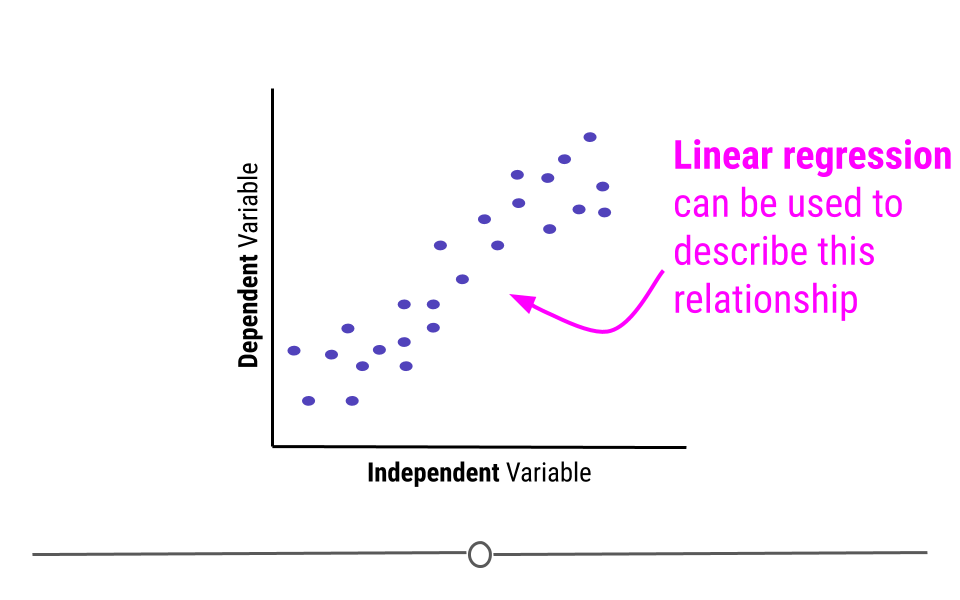 Dependent Variable
Linear regression
can be used to
describe this
relationship
Independent Variable